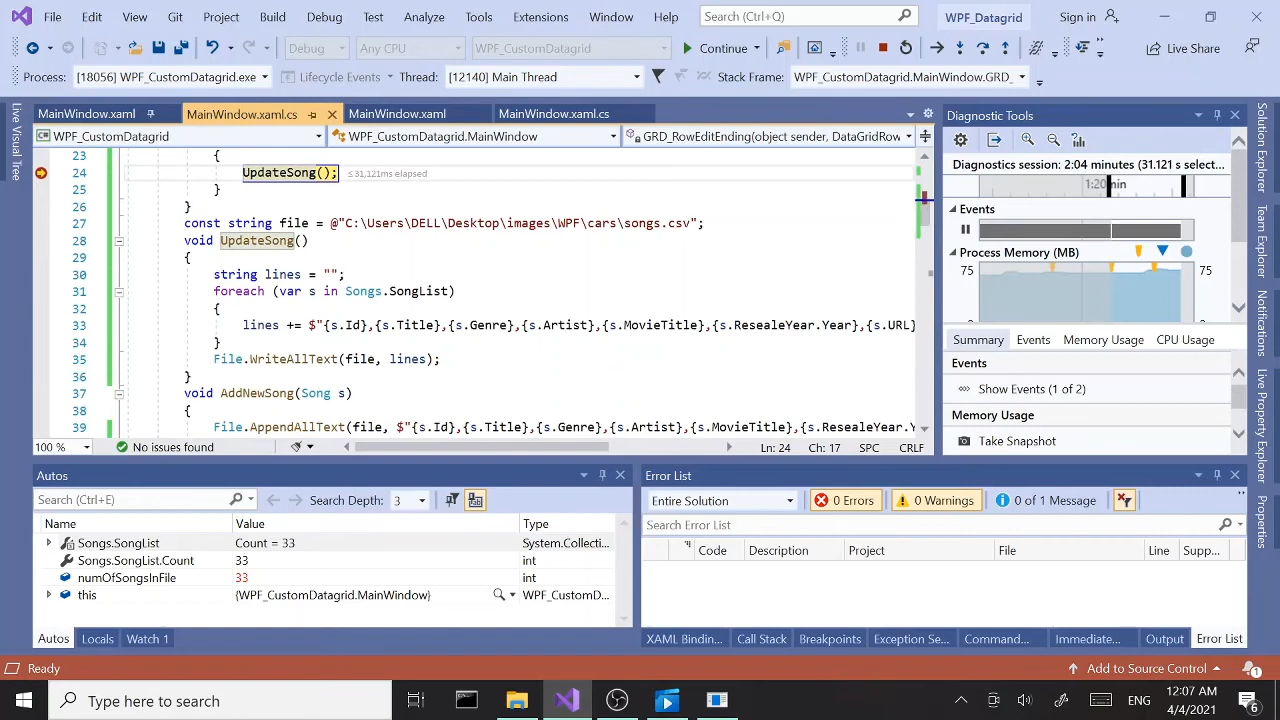 File Edit View Git Project Build Debug Test Analyze Tools Extensions Window Help Search (Ctrl+Q) WPF_Datagrid Sign in
Debug Any CPU WPF_CustomDatagrid Continue Live Share
Process: [18056] WPF_CustomDatagrid.exe Lifecycle Events Thread: [12140] Main Thread Stack Frame: WPF_CustomDatagrid.MainWindow.GRD_
Live Visual Tree
MainWindow.xaml MainWindow.xaml.cs MainWindow.xaml MainWindow.xaml.cs
WPF_CustomDatagrid WPF_CustomDatagrid.MainWindow GRD_RowEditEnding(object sender, DataGridRow
23 {
24 UpdateSong(); ≤31,121ms elapsed
25 }
26 }
27 const string file = @"C:\Users\DELL\Desktop\images\WPF\cars\songs.csv";
28 void UpdateSong()
29 {
30 string lines = "";
31 foreach (var s in Songs.SongList)
32 {
33 lines += $"{s.Id},{s.Title},{s.Genre},{s.Artist},{s.MovieTitle},{s.ResealeYear.Year},{s.URL}
34 }
35 File.WriteAllText(file, lines);
36 }
37 void AddNewSong(Song s)
38 {
39 File.AppendAllText(file, $"{s.Id},{s.Title},{s.Genre},{s.Artist},{s.MovieTitle},{s.ResealeYear.Y
100 % No issues found Ln: 24 Ch: 17 SPC CRLF
Diagnostic Tools
Diagnostics session: 2:04 minutes (31.121 s selec...
1:20min
Events
Process Memory (MB)
75 75
Summary Events Memory Usage CPU Usage
Events
Show Events (1 of 2)
Memory Usage
Take Snapshot
Solution Explorer
Team Explorer
Notifications
Live Property Explorer
Properties
Autos
Search (Ctrl+E) Search Depth: 3
Name Value Type
Songs.SongList Count = 33 System.Collecti...
Songs.SongList.Count 33 int
numOfSongsInFile 33 int
this {WPF_CustomDatagrid.MainWindow} WPF_CustomD...
Autos Locals Watch 1
Error List
Entire Solution 0 Errors 0 Warnings 0 of 1 Message
Search Error List
Code Description Project File Line Supp...
XAML Bindin... Call Stack Breakpoints Exception Se... Command... Immediate... Output Error List
Ready Add to Source Control 1
Type here to search ENG 2:07 AM
4/4/2021 6